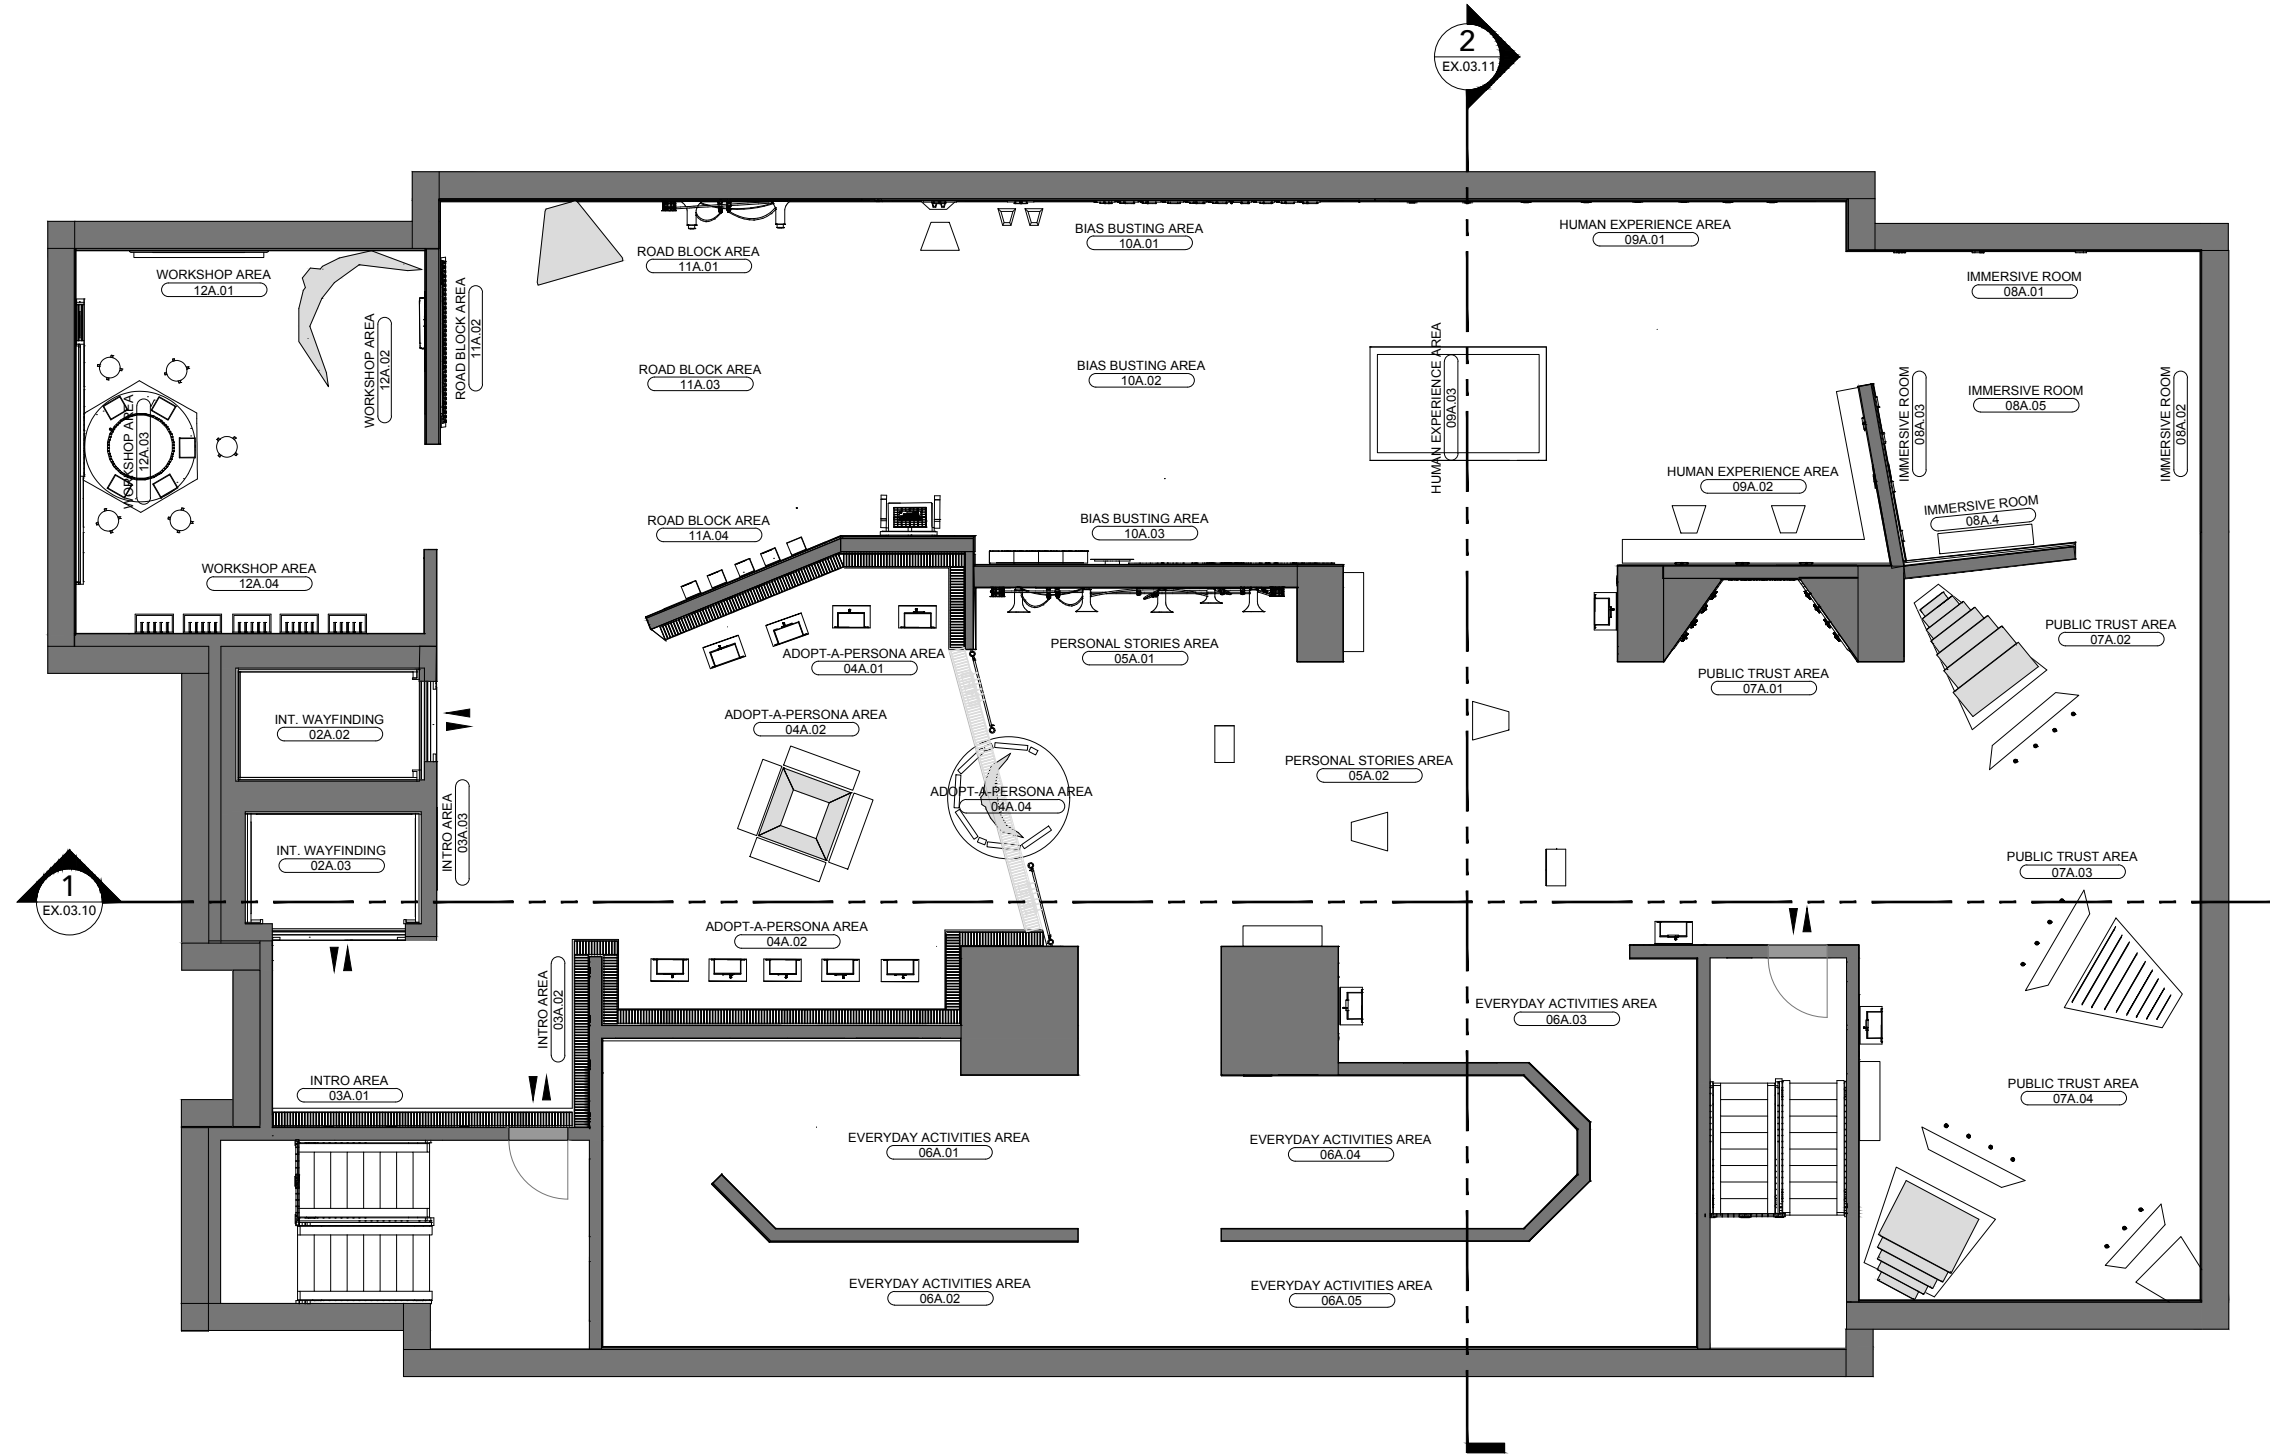 2
EX.03.11
HUMAN EXPERIENCE AREA
09A.01
BIAS BUSTING AREA
10A.01
ROAD BLOCK AREA
11A.01
WORKSHOP AREA
12A.01
IMMERSIVE ROOM
08A.01
WORKSHOP AREA
12A.02
ROAD BLOCK AREA
11A.02
ROAD BLOCK AREA
11A.03
BIAS BUSTING AREA
10A.02
HUMAN EXPERIENCE AREA
09A.03
IMMERSIVE ROOM
08A.03
IMMERSIVE ROOM
08A.05
IMMERSIVE ROOM
08A.02
WORKSHOP AREA
12A.03
HUMAN EXPERIENCE AREA
09A.02
IMMERSIVE ROOM
08A.4
ROAD BLOCK AREA
11A.04
BIAS BUSTING AREA
10A.03
WORKSHOP AREA
12A.04
PUBLIC TRUST AREA
07A.02
PERSONAL STORIES AREA
05A.01
ADOPT-A-PERSONA AREA
04A.01
PUBLIC TRUST AREA
07A.01
INT. WAYFINDING
02A.02
ADOPT-A-PERSONA AREA
04A.02
PERSONAL STORIES AREA
05A.02
ADOPT-A-PERSONA AREA
04A.04
INTRO AREA
03A.03
INT. WAYFINDING
02A.03
PUBLIC TRUST AREA
07A.03
1
EX.03.10
ADOPT-A-PERSONA AREA
04A.02
INTRO AREA
03A.02
EVERYDAY ACTIVITIES AREA
06A.03
INTRO AREA
03A.01
PUBLIC TRUST AREA
07A.04
EVERYDAY ACTIVITIES AREA
06A.01
EVERYDAY ACTIVITIES AREA
06A.04
EVERYDAY ACTIVITIES AREA
06A.02
EVERYDAY ACTIVITIES AREA
06A.05